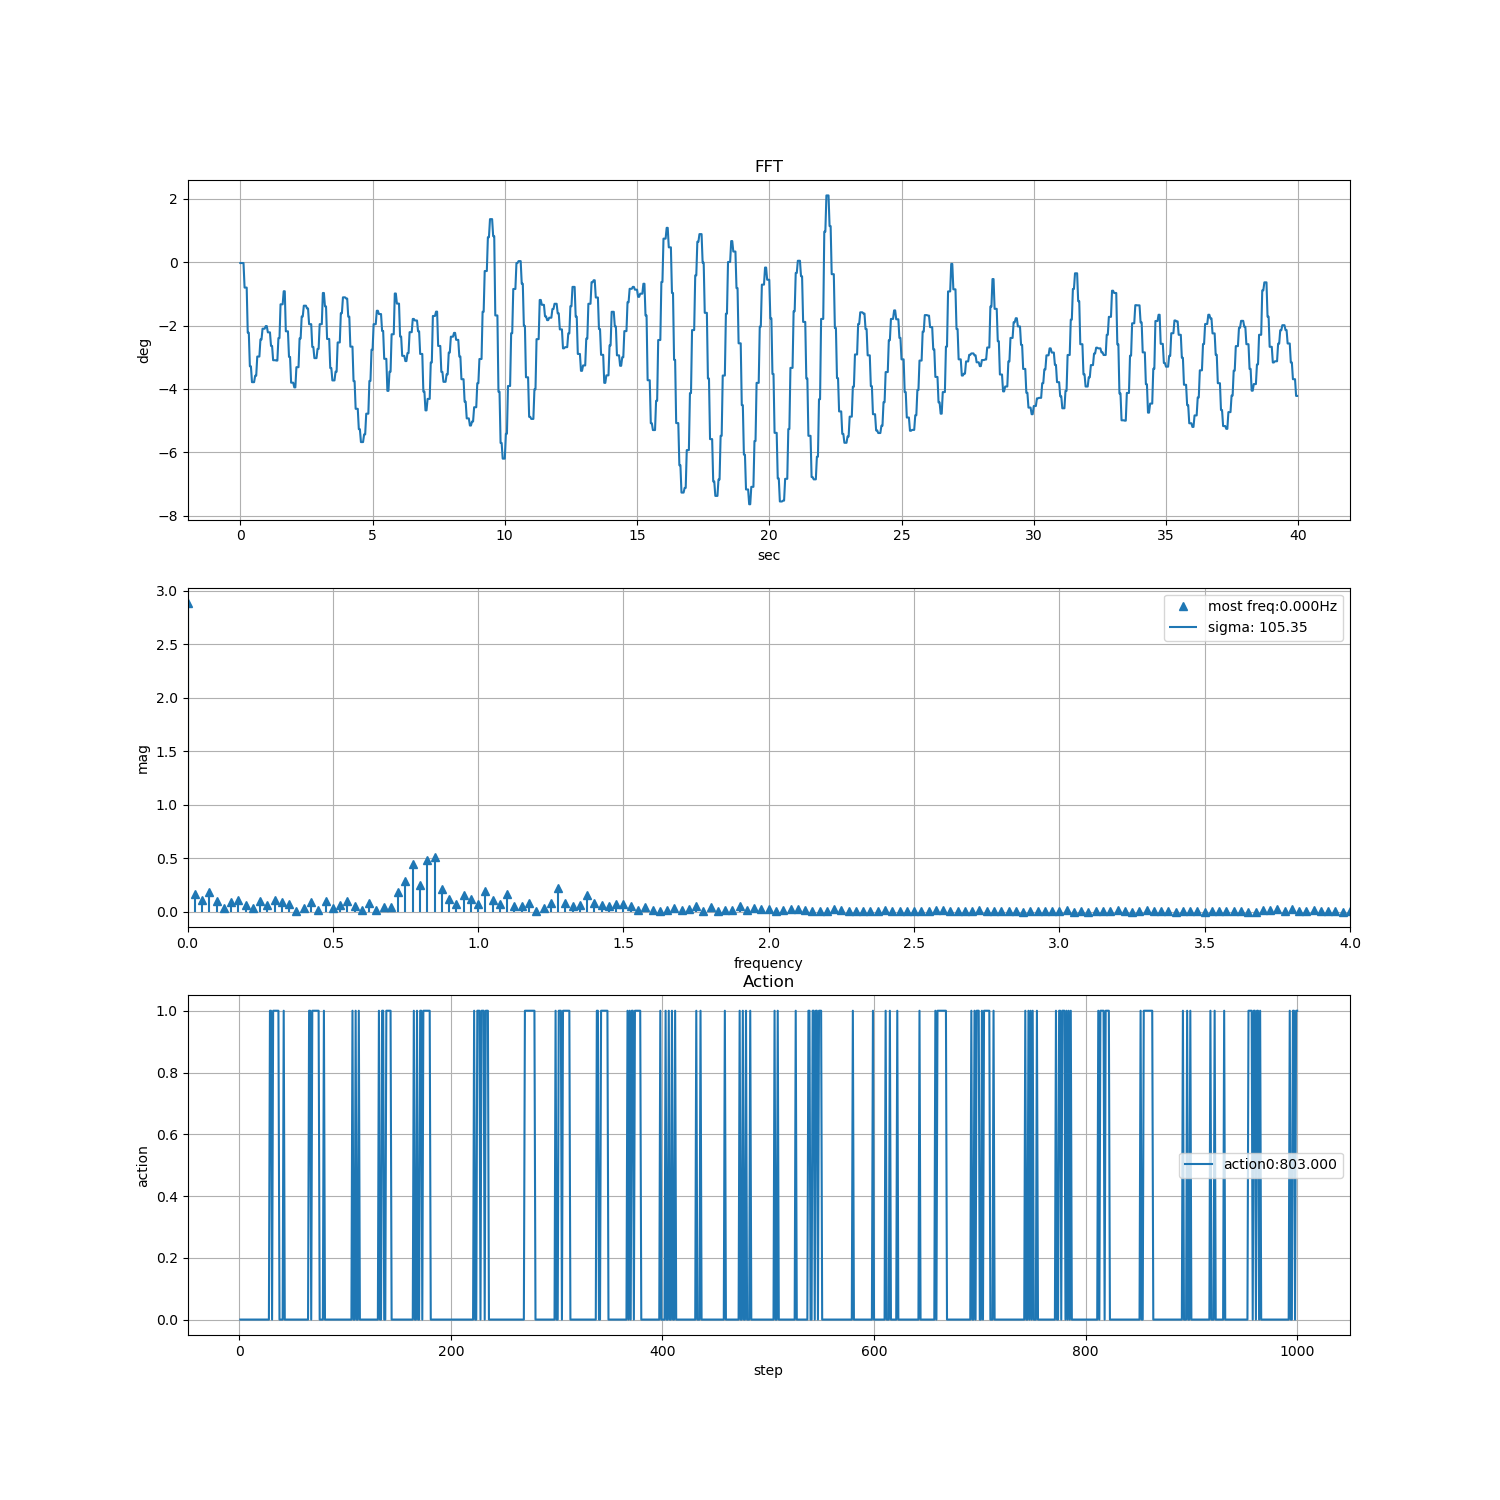 FFT
2
0
−2
−4
−6
−8
deg
0 5 10 15 20 25 30 35 40
sec
3.0
2.5
2.0
1.5
1.0
0.5
0.0
mag
most freq:0.000Hz
sigma: 105.35
0.0 0.5 1.0 1.5 2.0 2.5 3.0 3.5 4.0
frequency
Action
1.0
0.8
0.6
0.4
0.2
0.0
action
action0:803.000
0 200 400 600 800 1000
step